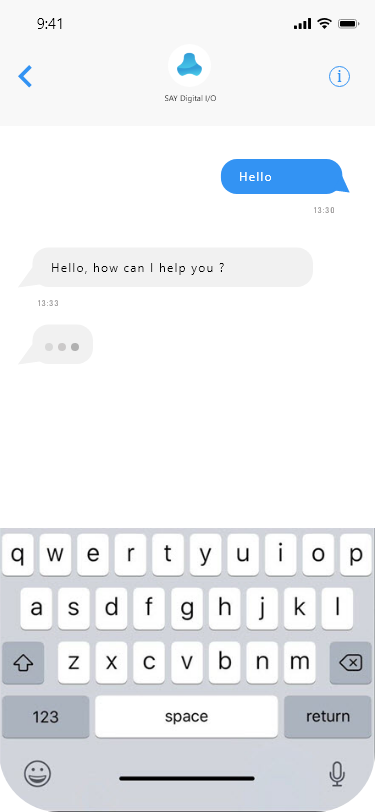 9:41
SAY Digital I/O
i
Hello
13:30
Hello, how can I help you ?
13:33
q w e r t y u i o p
a s d f g h j k l
z x c v b n m
123 space return